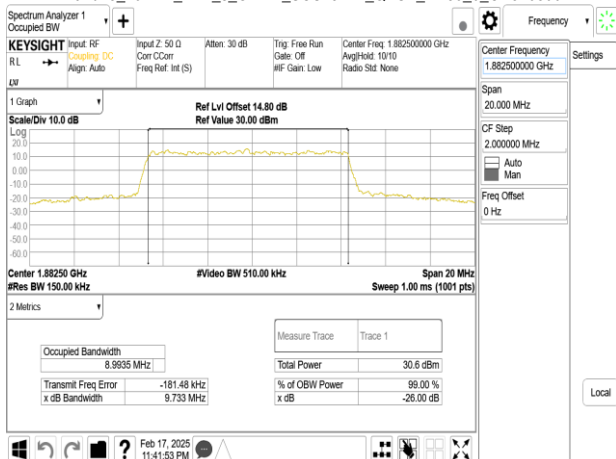 Spectrum Analyzer 1
Occupied BW
Frequency
KEYSIGHT
RL
LXI
Input: RF
Coupling: DC
Align: Auto
Input Z: 50 Ω
Corr CCorr
Freq Ref: Int (S)
Atten: 30 dB
Trig: Free Run
Gate: Off
#IF Gain: Low
Center Freq: 1.882500000 GHz
Avg|Hold: 10/10
Radio Std: None
Center Frequency
1.882500000 GHz
Settings
Span
20.000 MHz
CF Step
2.000000 MHz
Auto
Man
Freq Offset
0 Hz
1 Graph
Scale/Div 10.0 dB
Ref Lvl Offset 14.80 dB
Ref Value 30.00 dBm
Log
20.0
10.0
0.00
-10.0
-20.0
-30.0
-40.0
-50.0
-60.0
Center 1.88250 GHz
#Res BW 150.00 kHz
#Video BW 510.00 kHz
Span 20 MHz
Sweep 1.00 ms (1001 pts)
2 Metrics
Measure Trace Trace 1
Occupied Bandwidth
8.9935 MHz
Total Power 30.6 dBm
Transmit Freq Error -181.48 kHz
% of OBW Power 99.00 %
x dB Bandwidth 9.733 MHz
x dB -26.00 dB
Local
Feb 17, 2025
11:41:53 PM